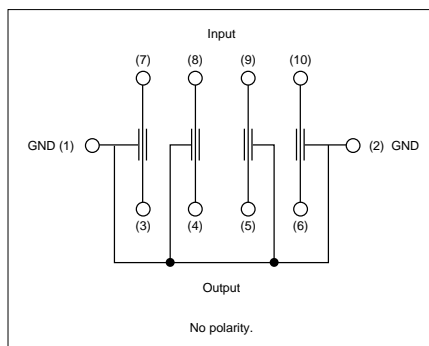 Input
(7) (8) (9) (10)
GND (1) (2) GND
(3) (4) (5) (6)
Output
No polarity.